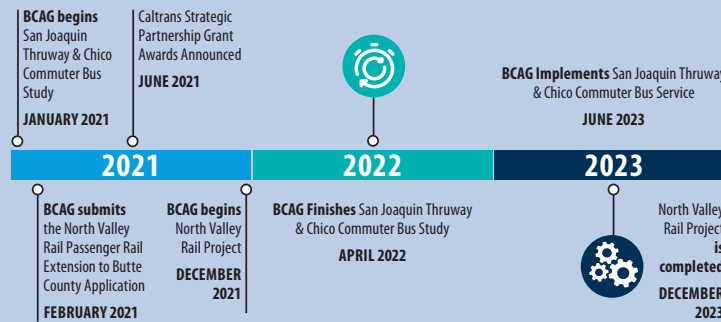 BCAG begins
San Joaquin
Thruway & Chico
Commuter Bus
Study
JANUARY 2021
Caltrans Strategic
Partnership Grant
Awards Announced
JUNE 2021
BCAG Implements San Joaquin Thruway
& Chico Commuter Bus Service
JUNE 2023
2021
2022
2023
BCAG submits
the North Valley
Rail Passenger Rail
Extension to Butte
County Application
FEBRUARY 2021
BCAG begins
North Valley
Rail Project
DECEMBER
2021
BCAG Finishes San Joaquin Thruway
& Chico Commuter Bus Study
APRIL 2022
North Valley
Rail Project
is
completed
DECEMBER
2023